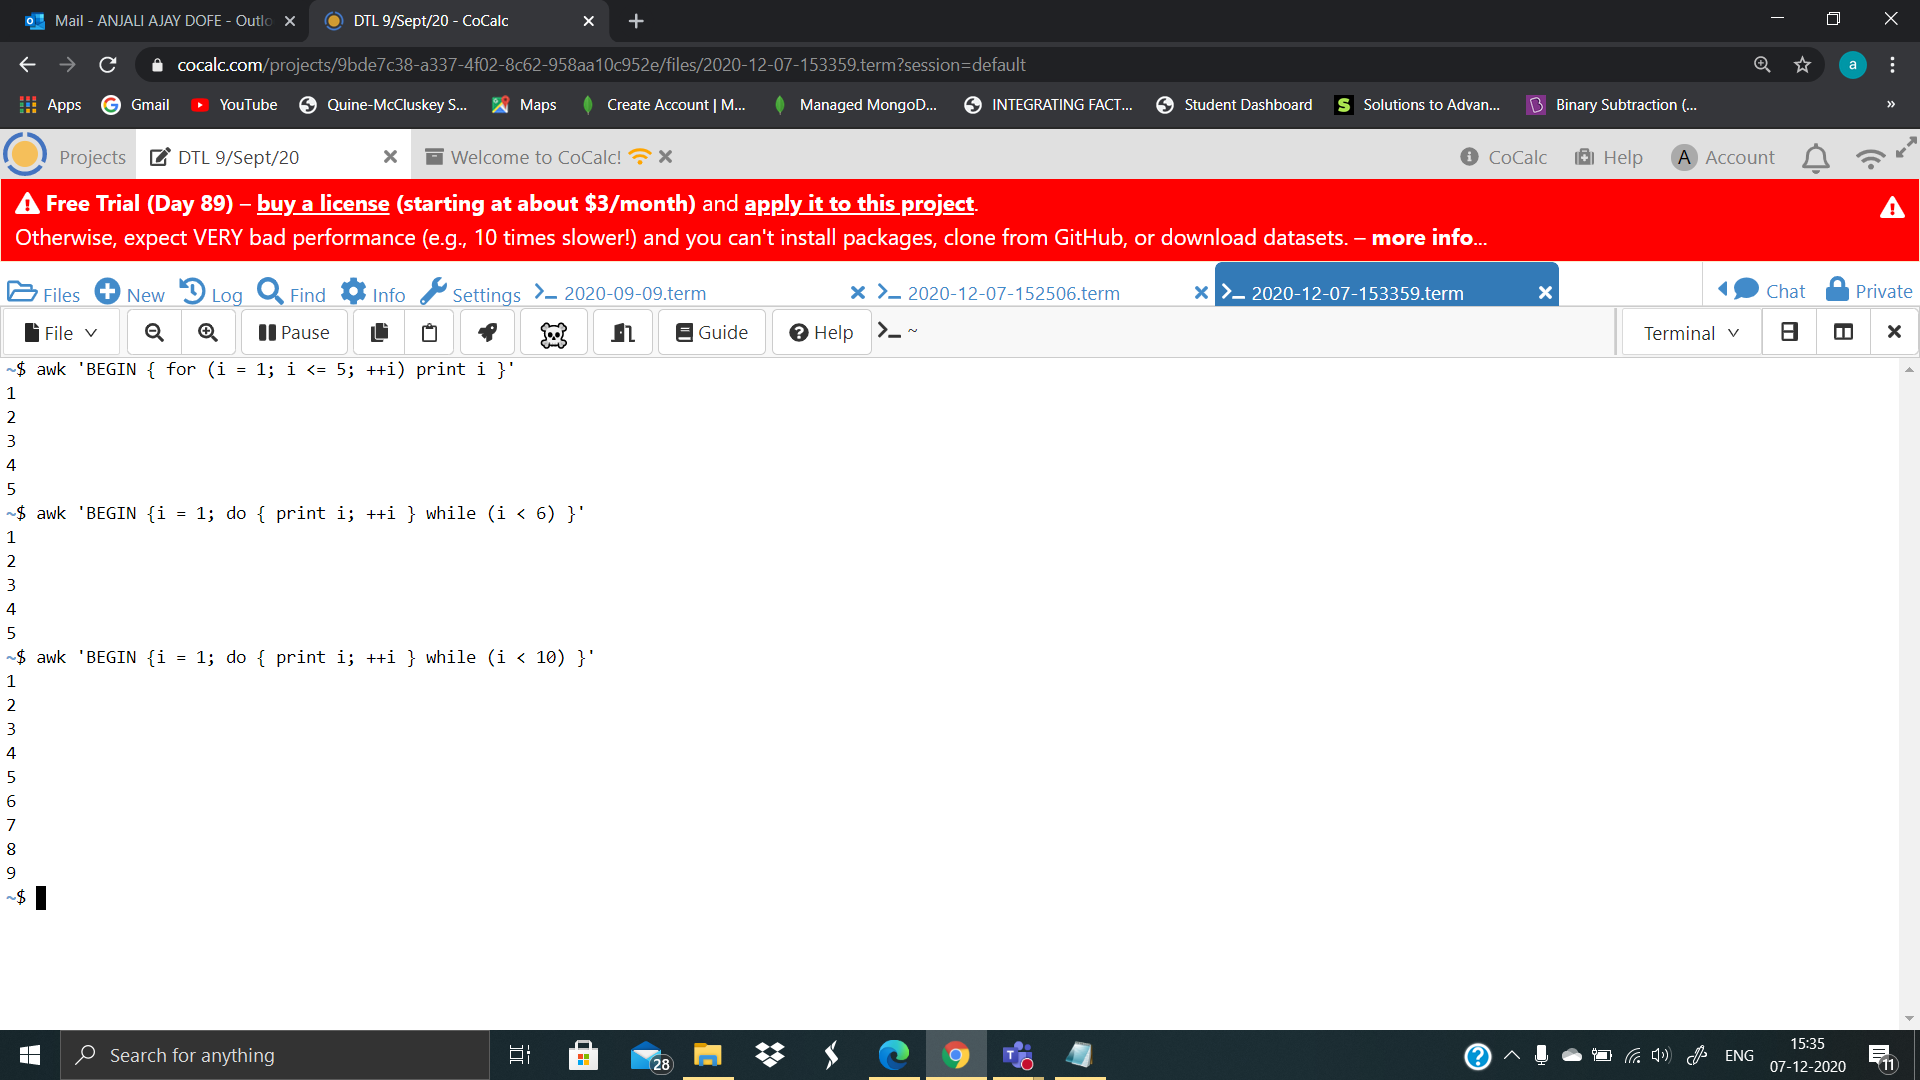 Mail - ANJALI AJAY DOFE - Outlo
DTL 9/Sept/20 - CoCalc
cocalc.com/projects/9bde7c38-a337-4f02-8c62-958aa10c952e/files/2020-12-07-153359.term?session=default
a
Apps Gmail YouTube Quine-McCluskey S... Maps Create Account | M... Managed MongoD... INTEGRATING FACT... Student Dashboard Solutions to Advan... Binary Subtraction (... »
Projects DTL 9/Sept/20 Welcome to CoCalc! CoCalc Help A Account
Free Trial (Day 89) – buy a license (starting at about $3/month) and apply it to this project.
Otherwise, expect VERY bad performance (e.g., 10 times slower!) and you can't install packages, clone from GitHub, or download datasets. – more info...
Files New Log Find Info Settings 2020-09-09.term 2020-12-07-152506.term 2020-12-07-153359.term Chat Private
File Pause Guide Help ~ Terminal
~$ awk 'BEGIN { for (i = 1; i <= 5; ++i) print i }'
1
2
3
4
5
~$ awk 'BEGIN {i = 1; do { print i; ++i } while (i < 6) }'
1
2
3
4
5
~$ awk 'BEGIN {i = 1; do { print i; ++i } while (i < 10) }'
1
2
3
4
5
6
7
8
9
~$
Search for anything
28
ENG
15:35
07-12-2020
11